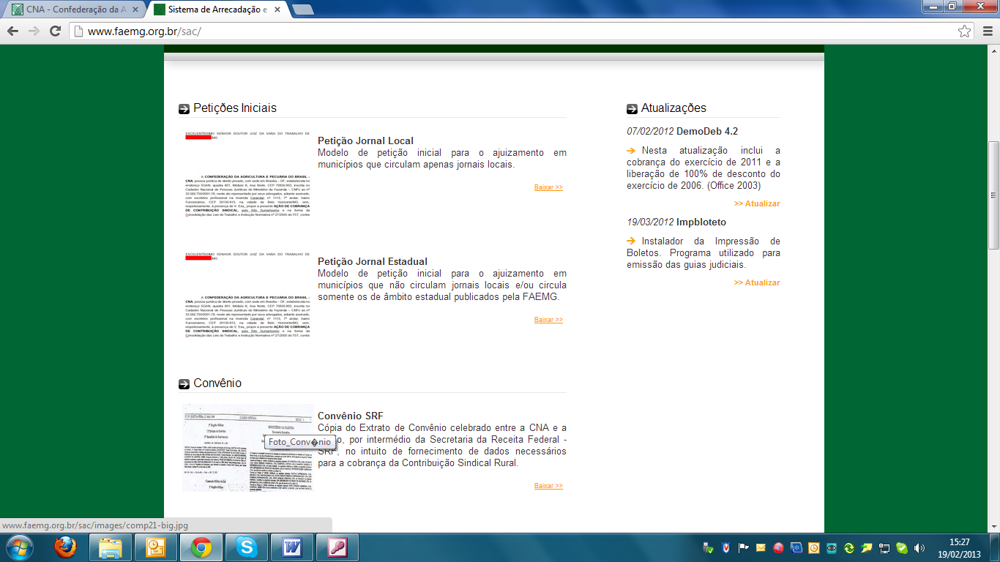 CNA - Confederação da A
Sistema de Arrecadação e
www.faemg.org.br/sac/
Petições Iniciais
EXCELENTÍSSIMO SENHOR DOUTOR JUIZ DA VARA DO TRABALHO DE
/MG
A CONFEDERAÇÃO DA AGRICULTURA E PECUÁRIA DO BRASIL -
CNA, pessoa jurídica de direito privado, com sede em Brasília – DF, estabelecida no
endereço SGAN, quadra 601, Módulo K, Asa Norte, CEP 70830-903, inscrita no
Cadastro Nacional de Pessoas Jurídicas do Ministério da Fazenda – CNPJ ao nº
33.582.750/0001-78, neste ato representado por seus advogados, adiante assinado,
com escritório profissional na Avenida Carandaí, nº 1115, 7º andar, bairro
Funcionários, CEP 30130-915, na cidade de Belo Horizonte/MG, vem,
respeitosamente, à presença de V. Exa., propor a presente AÇÃO DE COBRANÇA
DE CONTRIBUIÇÃO SINDICAL, pelo Rito Sumaríssimo e na forma da
Consolidação das Leis do Trabalho e Instrução Normativa nº 27/2005 do TST, contra
Petição Jornal Local
Modelo de petição inicial para o ajuizamento em
municípios que circulam apenas jornais locais.
Baixar >>
EXCELENTÍSSIMO SENHOR DOUTOR JUIZ DA VARA DO TRABALHO DE
/MG
A CONFEDERAÇÃO DA AGRICULTURA E PECUÁRIA DO BRASIL -
CNA, pessoa jurídica de direito privado, com sede em Brasília – DF, estabelecida no
endereço SGAN, quadra 601, Módulo K, Asa Norte, CEP 70830-903, inscrita no
Cadastro Nacional de Pessoas Jurídicas do Ministério da Fazenda – CNPJ ao nº
33.582.750/0001-78, neste ato representado por seus advogados, adiante assinado,
com escritório profissional na Avenida Carandaí, nº 1115, 7º andar, bairro
Funcionários, CEP 30130-915, na cidade de Belo Horizonte/MG, vem,
respeitosamente, à presença de V. Exa., propor a presente AÇÃO DE COBRANÇA
DE CONTRIBUIÇÃO SINDICAL, pelo Rito Sumaríssimo e na forma da
Consolidação das Leis do Trabalho e Instrução Normativa nº 27/2005 do TST, contra
Petição Jornal Estadual
Modelo de petição inicial para o ajuizamento em
municípios que não circulam jornais locais e/ou circula
somente os de âmbito estadual publicados pela FAEMG.
Baixar >>
Convênio
DIÁRIO OFICIAL
MINISTÉRIO DA FAZENDA
Foto_Conv�nio
Convênio SRF
Cópia do Extrato de Convênio celebrado entre a CNA e a
por intermédio da Secretaria da Receita Federal -
SRF, no intuito de fornecimento de dados necessários
para a cobrança da Contribuição Sindical Rural.
Baixar >>
Atualizações
07/02/2012 DemoDeb 4.2
Nesta atualização inclui a
cobrança do exercício de 2011 e a
liberação de 100% de desconto do
exercício de 2006. (Office 2003)
>> Atualizar
19/03/2012 Impbloteto
Instalador da Impressão de
Boletos. Programa utilizado para
emissão das guias judiciais.
>> Atualizar
www.faemg.org.br/sac/images/comp21-big.jpg
15:27
19/02/2013